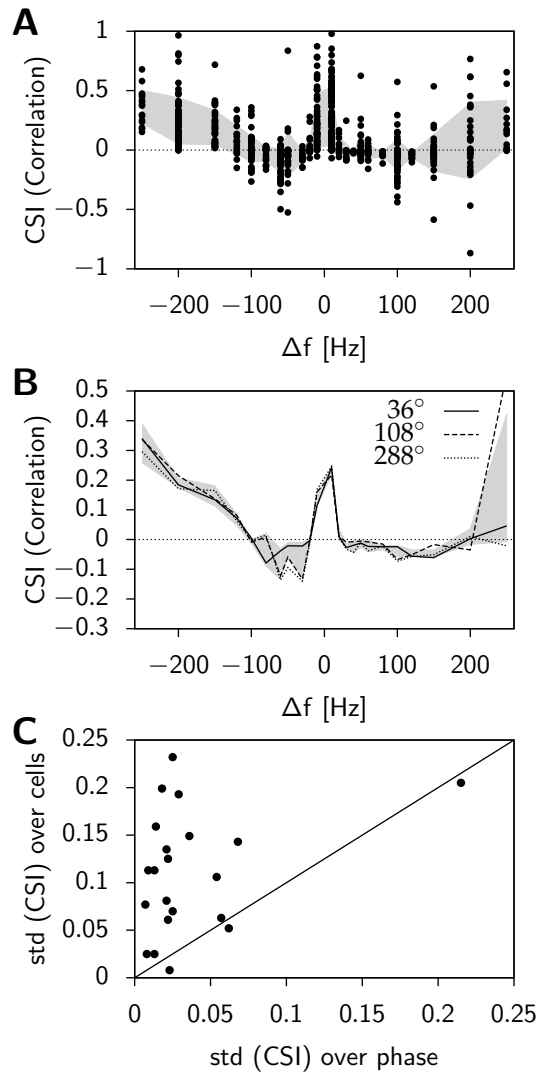 A
1
0.5
0
−0.5
−1
CSI (Correlation)
−200 −100 0 100 200
Δf [Hz]
B
0.5
0.4
0.3
0.2
0.1
0
−0.1
−0.2
−0.3
CSI (Correlation)
36°
108°
288°
−200 −100 0 100 200
Δf [Hz]
C
0.25
0.2
0.15
0.1
0.05
0
std (CSI) over cells
0 0.05 0.1 0.15 0.2 0.25
std (CSI) over phase